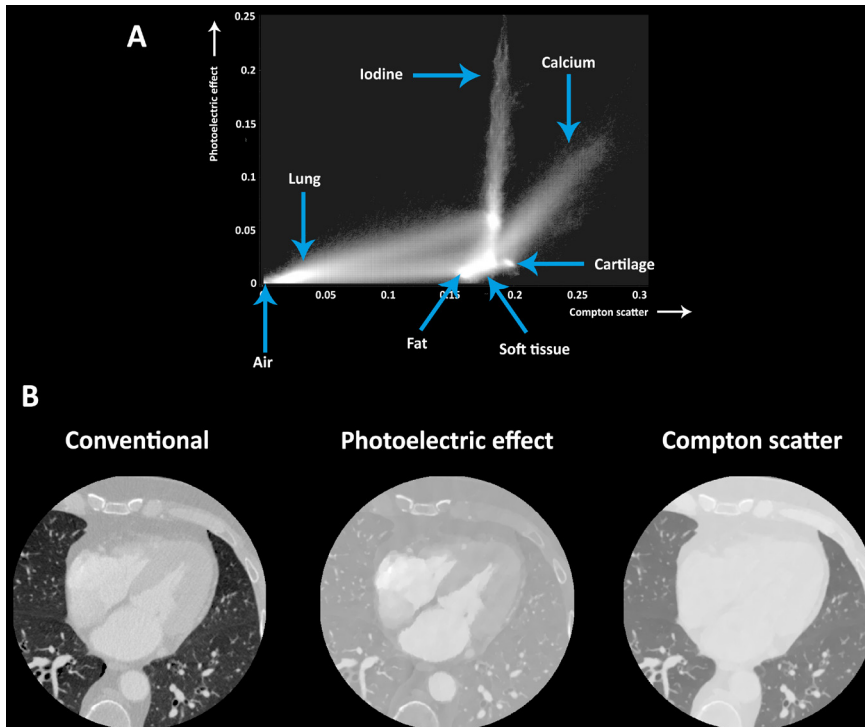 A
Photoelectric effect
0.25
0.2
0.15
0.1
0.05
0
Iodine
Calcium
Lung
Cartilage
0
0.05
0.1
0.15
0.2
0.25
0.3
Compton scatter
Fat
Soft tissue
Air
B
Conventional
Photoelectric effect
Compton scatter